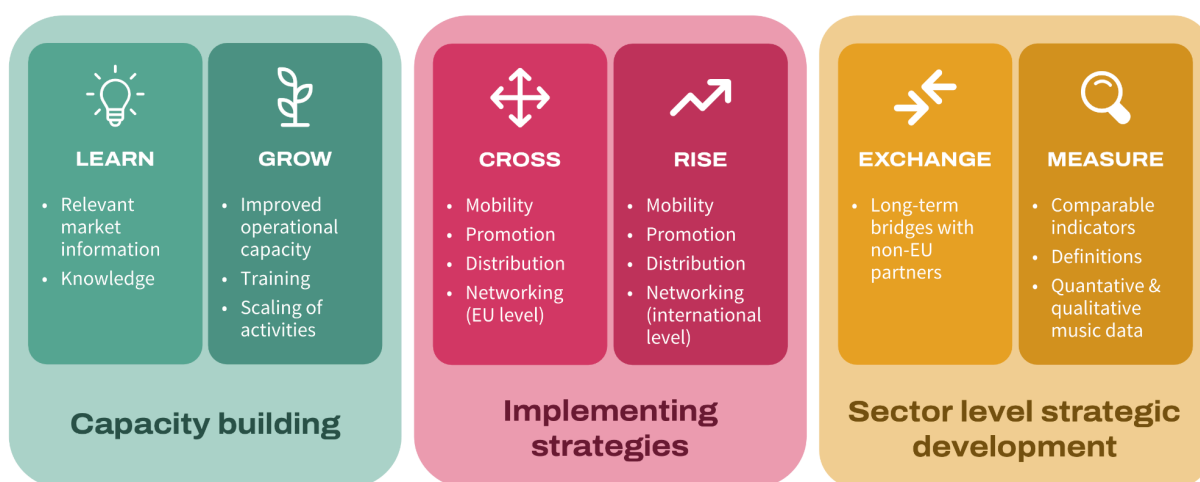 LEARN
• Relevant
market
information
• Knowledge
GROW
• Improved
operational
capacity
• Training
• Scaling of
activities
Capacity building
CROSS
• Mobility
• Promotion
• Distribution
• Networking
(EU level)
RISE
• Mobility
• Promotion
• Distribution
• Networking
(international
level)
Implementing
strategies
EXCHANGE
• Long-term
bridges with
non-EU
partners
MEASURE
• Comparable
indicators
• Definitions
• Quantative &
qualitative
music data
Sector level strategic
development